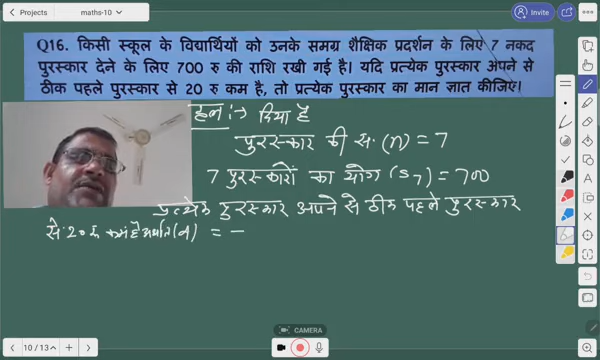 maths-10
Invite
Q16. किसी स्कूल के विद्यार्थियों को उनके समग्र शैक्षिक प्रदर्शन के लिए 7 नकद
पुरस्कार देने के लिए 700 रु की राशि रखी गई है। यदि प्रत्येक पुरस्कार अपने से
ठीक पहले पुरस्कार से 20 रु कम है, तो प्रत्येक पुरस्कार का मान ज्ञात कीजिए।
हल :→ दिया है
पुरस्कार की सं. (n) = 7
7 पुरस्कारों का योग (S7) = 700
प्रत्येक पुरस्कार अपने से ठीक पहले पुरस्कार
से 20 रु कम है अर्थात (d) = –
CAMERA
10 / 13